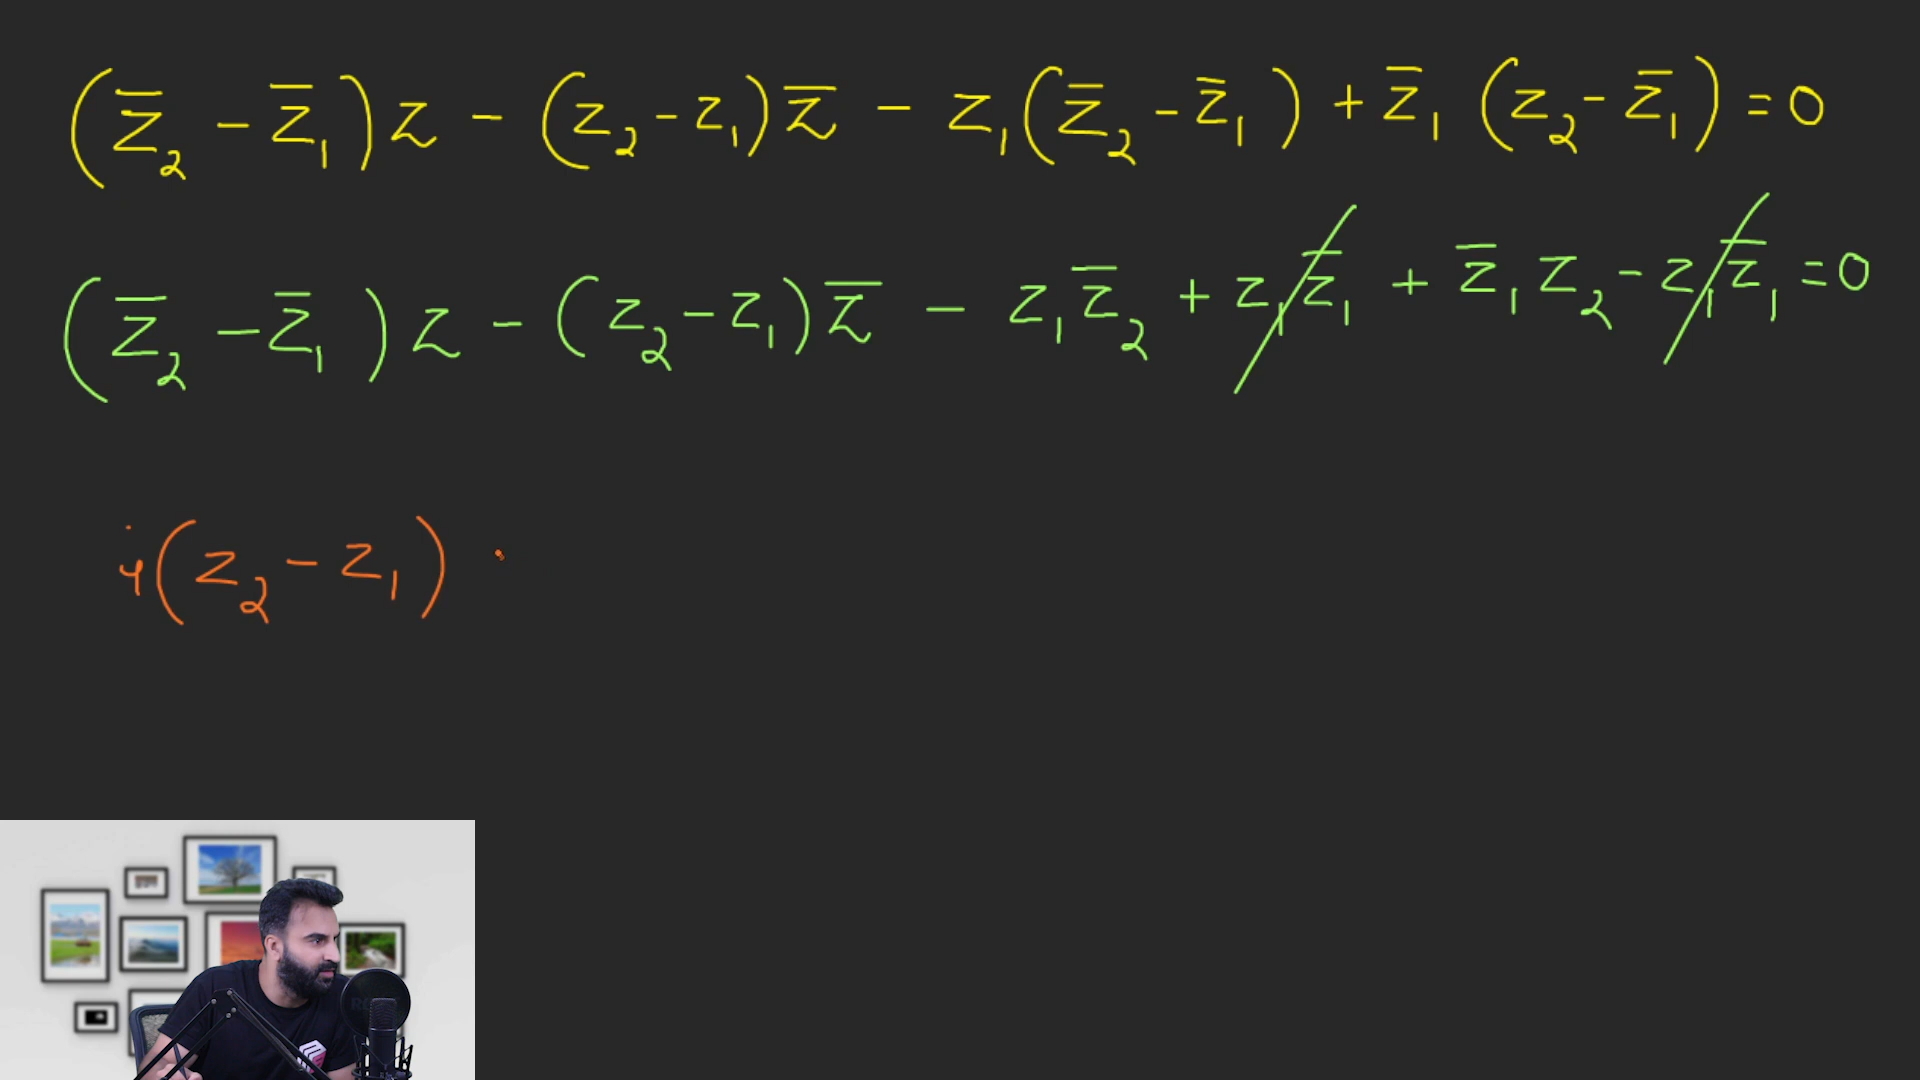 (z̅₂ − z̅₁)z − (z₂ − z₁)z̅ − z₁(z̅₂ − z̅₁) + z̅₁(z₂ − z̅₁) = 0
(z̅₂ − z̅₁)z − (z₂ − z₁)z̅ − z₁z̅₂ + z₁z̅₁ + z̅₁z₂ − z₁z̅₁ = 0
i(z₂ − z₁)